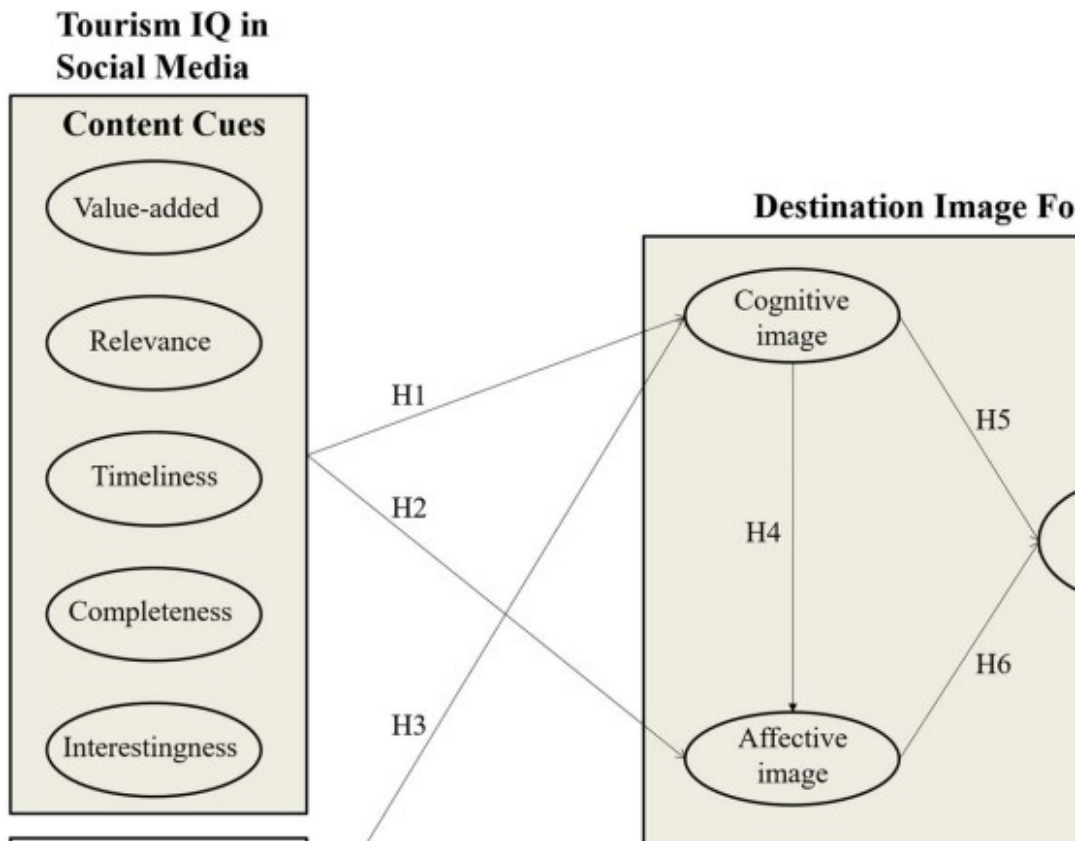 Tourism IQ in
Social Media
Content Cues
Value-added
Relevance
Timeliness
Completeness
Interestingness
H1
H2
H3
Destination Image Fo
Cognitive
image
H4
H5
H6
Affective
image